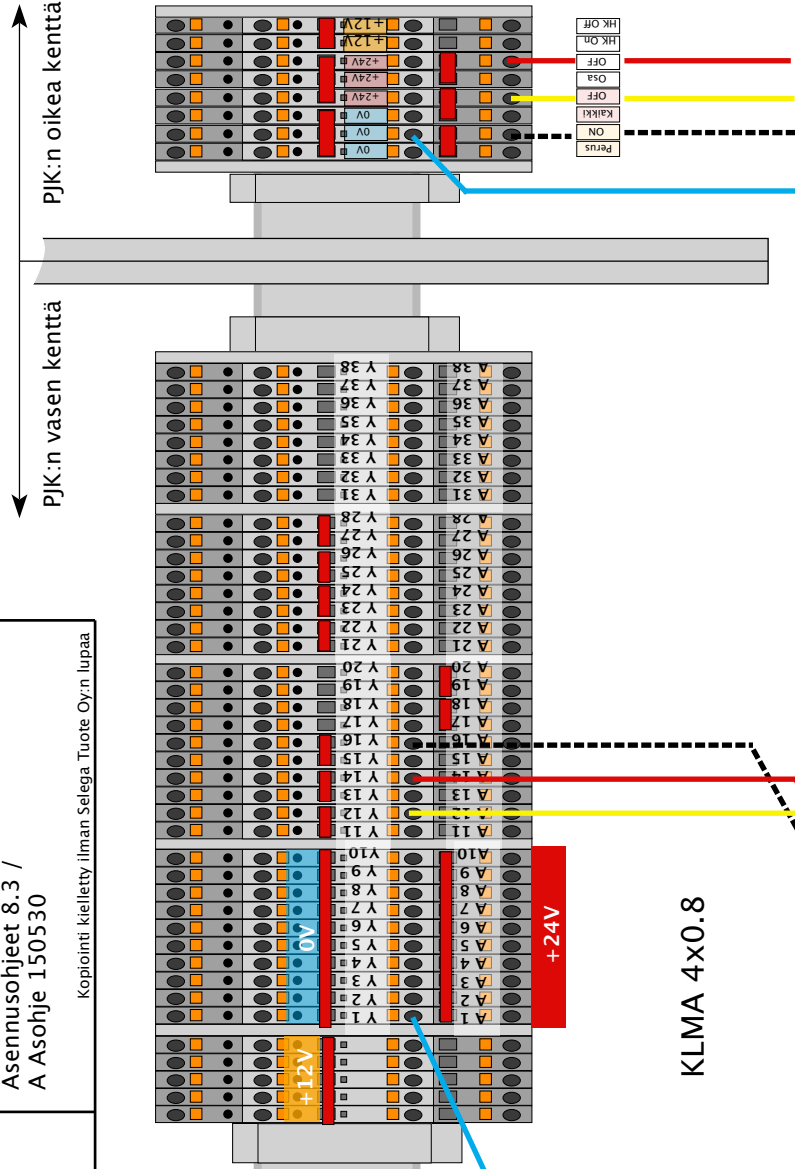 PJK:n oikea kenttä
PJK:n vasen kenttä
+12V
+12V
+24V
+24V
+24V
0V
0V
0V
HK Off
HK On
OFF
Osa
OFF
Kaikki
ON
Perus
Y 38 A 38
Y 37 A 37
Y 36 A 36
Y 35 A 35
Y 34 A 34
Y 33 A 33
Y 32 A 32
Y 31 A 31
Y 28 A 28
Y 27 A 27
Y 26 A 26
Y 25 A 25
Y 24 A 24
Y 23 A 23
Y 22 A 22
Y 21 A 21
Y 20 A 20
Y 19 A 19
Y 18 A 18
Y 17 A 17
Y 16 A 16
Y 15 A 15
Y 14 A 14
Y 13 A 13
Y 12 A 12
Y 11 A 11
Y10 A10
Y 9 A 9
Y 8 A 8
Y 7 A 7
Y 6 A 6
Y 5 A 5
Y 4 A 4
Y 3 A 3
Y 2 A 2
Y 1 A 1
0V
+12V
+24V
KLMA 4x0.8
Asennusohjeet 8.3 /
A Asohje 150530
Kopiointi kielletty ilman Selega Tuote Oy:n lupaa